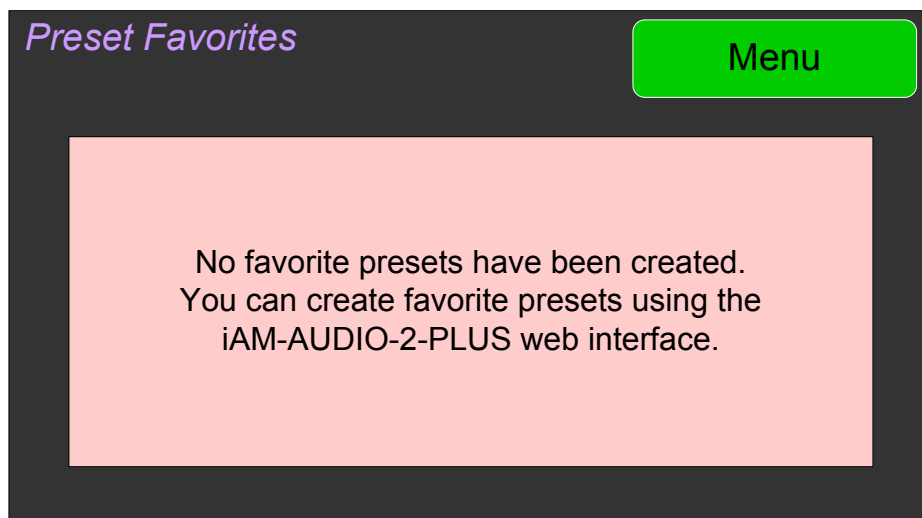 Preset Favorites
Menu
No favorite presets have been created.
You can create favorite presets using the
iAM-AUDIO-2-PLUS web interface.